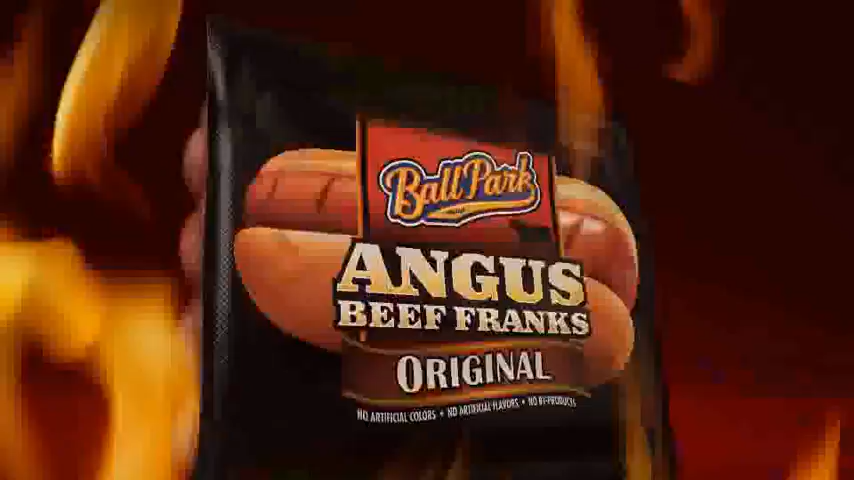 Ball Park
ANGUS
BEEF FRANKS
ORIGINAL
NO ARTIFICIAL COLORS • NO ARTIFICIAL FLAVORS • NO BY-PRODUCTS